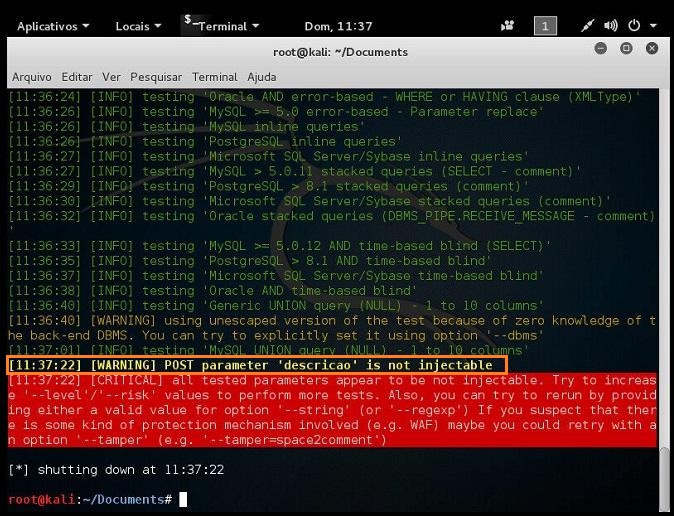 Aplicativos Locais Terminal Dom, 11:37 1
root@kali: ~/Documents
Arquivo Editar Ver Pesquisar Terminal Ajuda
[11:36:24] [INFO] testing 'Oracle AND error-based - WHERE or HAVING clause (XMLType)'
[11:36:26] [INFO] testing 'MySQL >= 5.0 error-based - Parameter replace'
[11:36:26] [INFO] testing 'MySQL inline queries'
[11:36:26] [INFO] testing 'PostgreSQL inline queries'
[11:36:27] [INFO] testing 'Microsoft SQL Server/Sybase inline queries'
[11:36:27] [INFO] testing 'MySQL > 5.0.11 stacked queries (SELECT - comment)'
[11:36:29] [INFO] testing 'PostgreSQL > 8.1 stacked queries (comment)'
[11:36:30] [INFO] testing 'Microsoft SQL Server/Sybase stacked queries (comment)'
[11:36:32] [INFO] testing 'Oracle stacked queries (DBMS_PIPE.RECEIVE_MESSAGE - comment)
'
[11:36:33] [INFO] testing 'MySQL >= 5.0.12 AND time-based blind (SELECT)'
[11:36:35] [INFO] testing 'PostgreSQL > 8.1 AND time-based blind'
[11:36:37] [INFO] testing 'Microsoft SQL Server/Sybase time-based blind'
[11:36:38] [INFO] testing 'Oracle AND time-based blind'
[11:36:40] [INFO] testing 'Generic UNION query (NULL) - 1 to 10 columns'
[11:36:40] [WARNING] using unescaped version of the test because of zero knowledge of t
he back-end DBMS. You can try to explicitly set it using option '--dbms'
[11:37:01] [INFO] testing 'MySQL UNION query (NULL) - 1 to 10 columns'
[11:37:22] [WARNING] POST parameter 'descricao' is not injectable
[11:37:22] [CRITICAL] all tested parameters appear to be not injectable. Try to increas
e '--level'/'--risk' values to perform more tests. Also, you can try to rerun by provid
ing either a valid value for option '--string' (or '--regexp') If you suspect that ther
e is some kind of protection mechanism involved (e.g. WAF) maybe you could retry with a
n option '--tamper' (e.g. '--tamper=space2comment')
[*] shutting down at 11:37:22
root@kali:~/Documents#